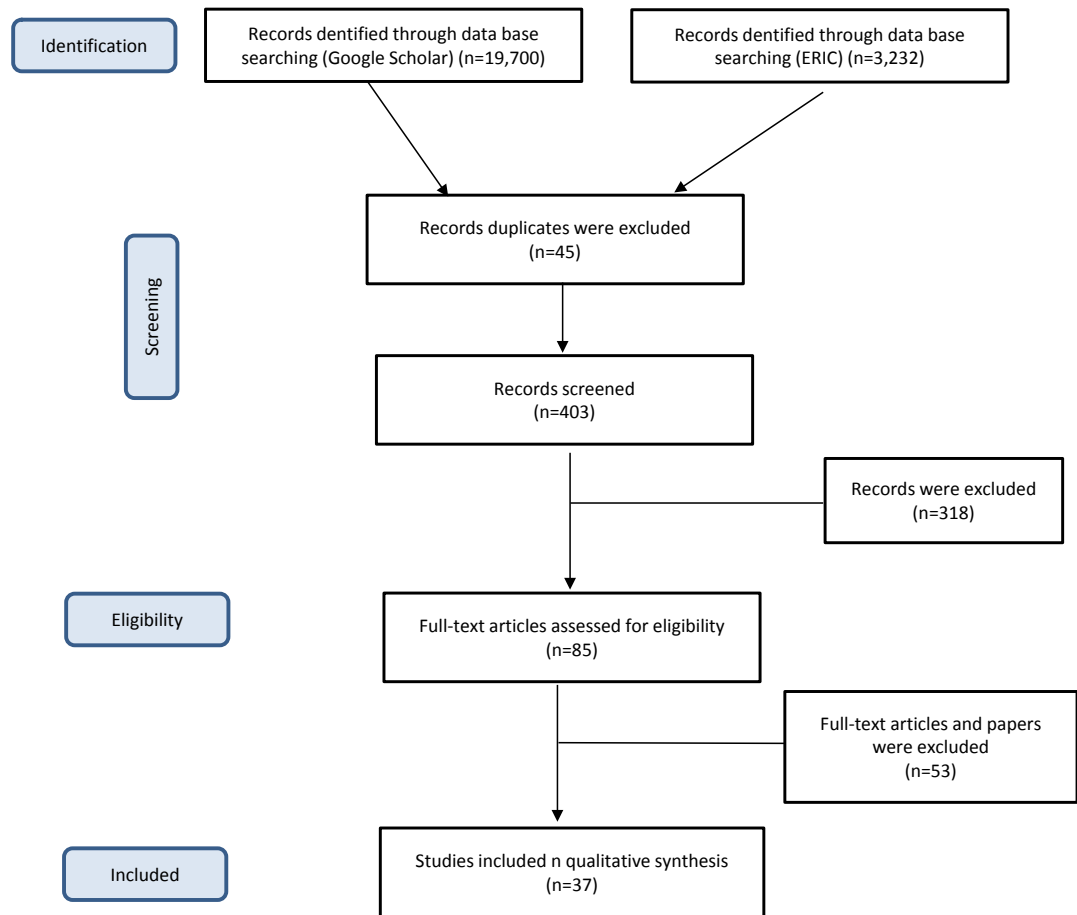 Identification
Records dentified through data base
searching (Google Scholar) (n=19,700)
Records dentified through data base
searching (ERIC) (n=3,232)
Screening
Records duplicates were excluded
(n=45)
Records screened
(n=403)
Records were excluded
(n=318)
Eligibility
Full-text articles assessed for eligibility
(n=85)
Full-text articles and papers
were excluded
(n=53)
Included
Studies included n qualitative synthesis
(n=37)